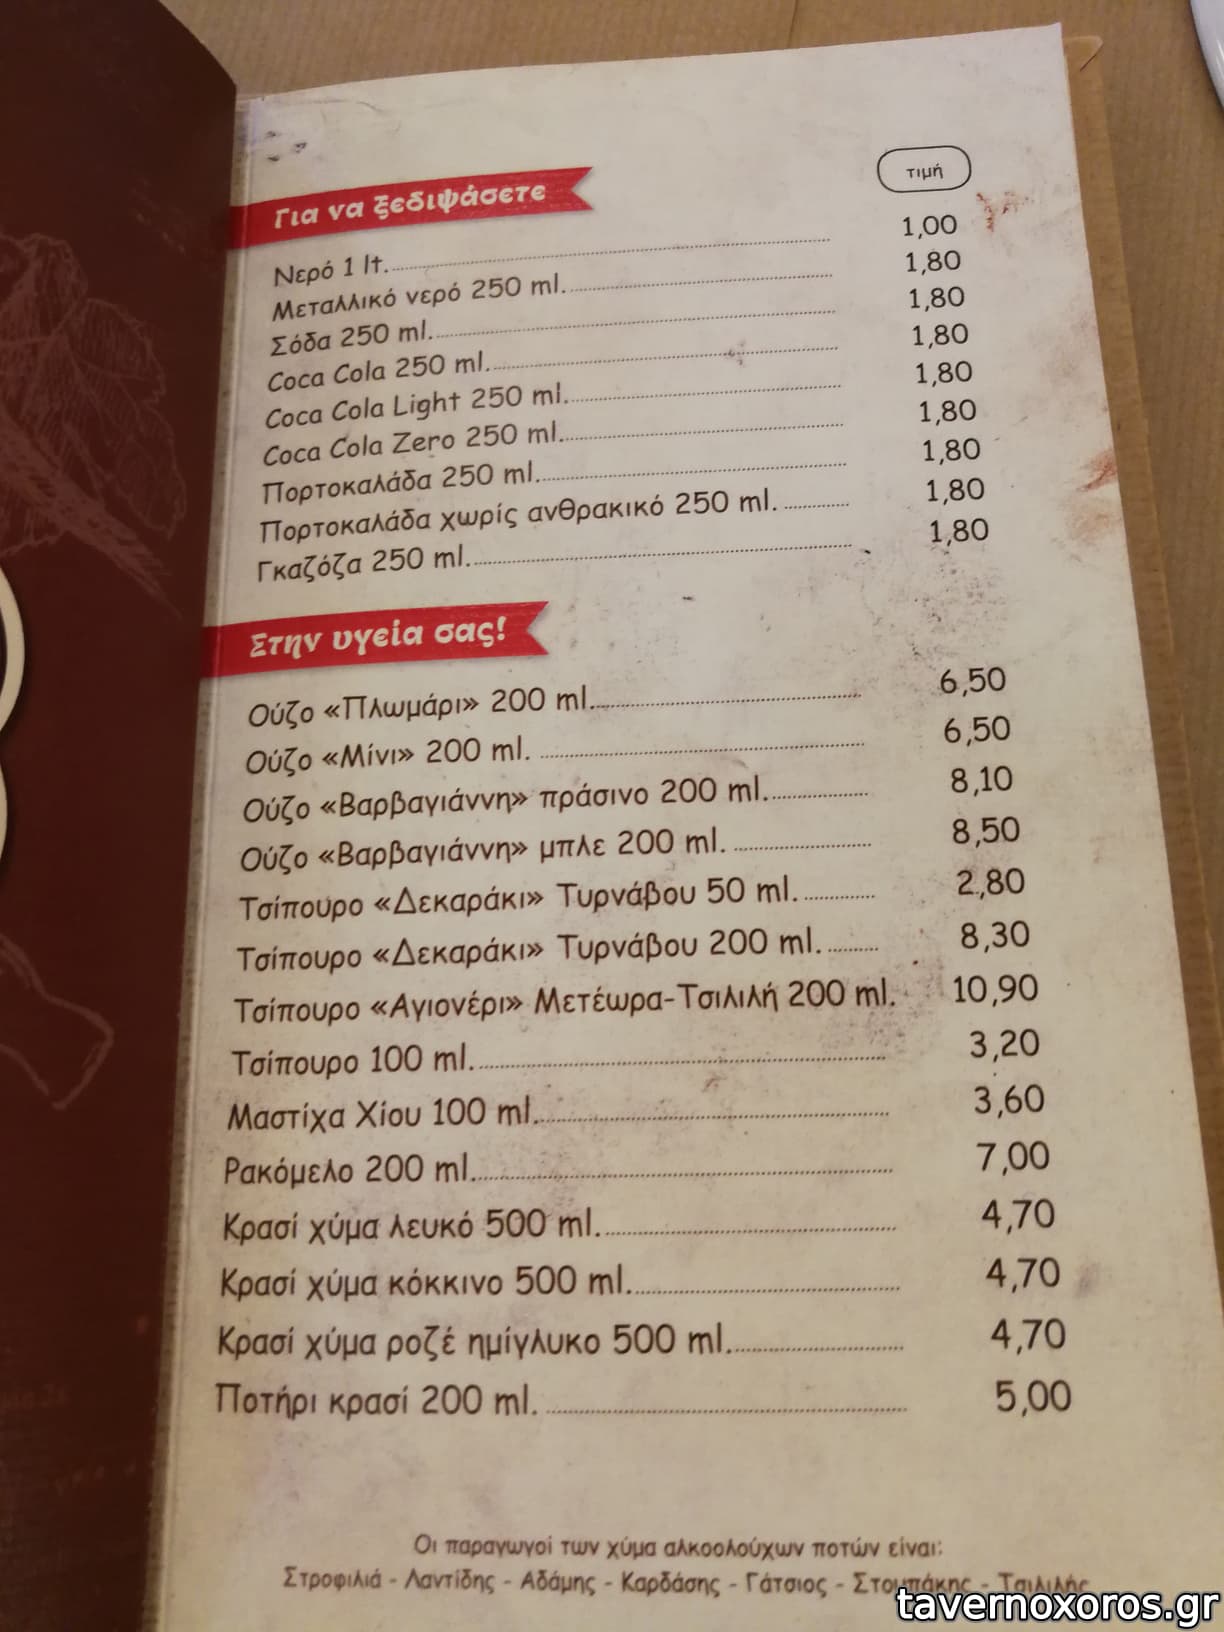 τιμή
Για να ξεδιψάσετε
Νερό 1 lt. 1,00
Μεταλλικό νερό 250 ml. 1,80
Σόδα 250 ml. 1,80
Coca Cola 250 ml. 1,80
Coca Cola Light 250 ml. 1,80
Coca Cola Zero 250 ml. 1,80
Πορτοκαλάδα 250 ml. 1,80
Πορτοκαλάδα χωρίς ανθρακικό 250 ml. 1,80
Γκαζόζα 250 ml. 1,80
Στην υγεία σας!
Ούζο «Πλωμάρι» 200 ml. 6,50
Ούζο «Μίνι» 200 ml. 6,50
Ούζο «Βαρβαγιάννη» πράσινο 200 ml. 8,10
Ούζο «Βαρβαγιάννη» μπλε 200 ml. 8,50
Τσίπουρο «Δεκαράκι» Τυρνάβου 50 ml. 2,80
Τσίπουρο «Δεκαράκι» Τυρνάβου 200 ml. 8,30
Τσίπουρο «Αγιονέρι» Μετέωρα-Τσιλιλή 200 ml. 10,90
Τσίπουρο 100 ml. 3,20
Μαστίχα Χίου 100 ml. 3,60
Ρακόμελο 200 ml. 7,00
Κρασί χύμα λευκό 500 ml. 4,70
Κρασί χύμα κόκκινο 500 ml. 4,70
Κρασί χύμα ροζέ ημίγλυκο 500 ml. 4,70
Ποτήρι κρασί 200 ml. 5,00
Οι παραγωγοί των χύμα αλκοολούχων ποτών είναι:
Στροφιλιά - Λαντίδης - Αδάμης - Καρδάσης - Γάτσιος - Στουπάκης - Τσιλιλής
tavernoxoros.gr